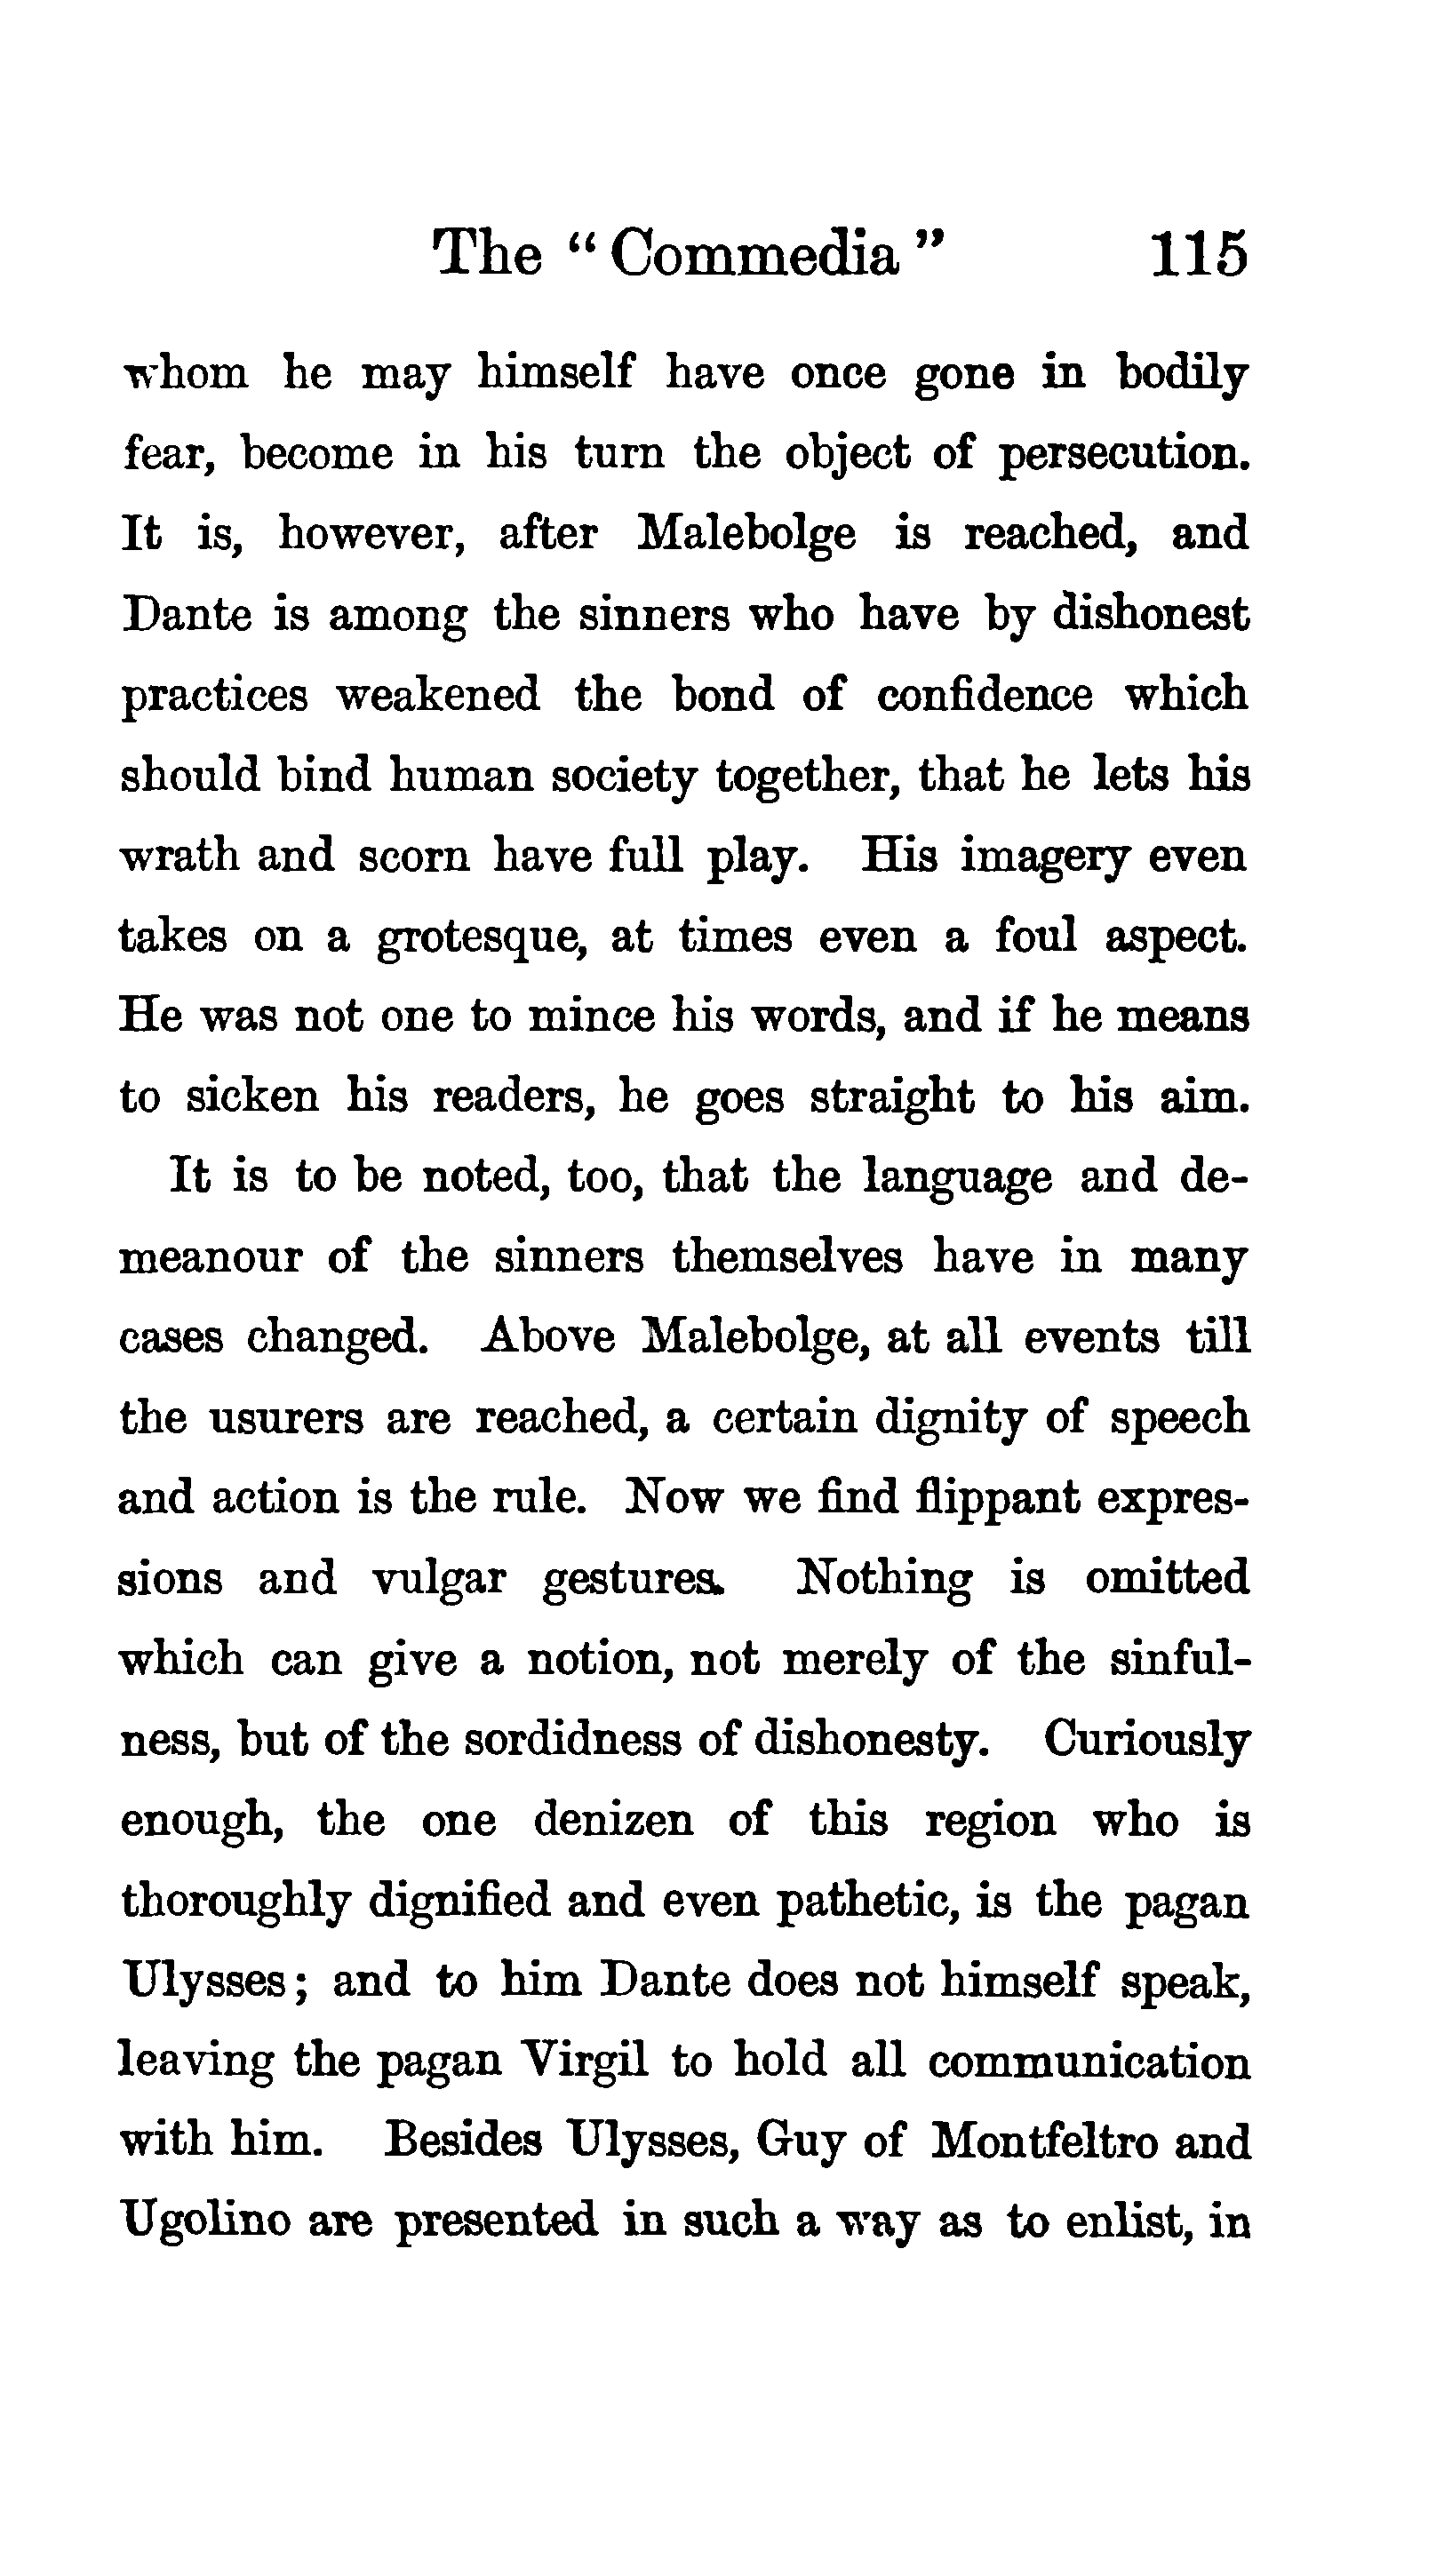 The “ Commedia ” 115
whom he may himself have once gone in bodily
fear, become in his turn the object of persecution.
It is, however, after Malebolge is reached, and
Dante is among the sinners who have by dishonest
practices weakened the bond of confidence which
should bind human society together, that he lets his
wrath and scorn have full play. His imagery even
takes on a grotesque, at times even a foul aspect.
He was not one to mince his words, and if he means
to sicken his readers, he goes straight to his aim.
It is to be noted, too, that the language and de-
meanour of the sinners themselves have in many
cases changed. Above Malebolge, at all events till
the usurers are reached, a certain dignity of speech
and action is the rule. Now we find flippant expres-
sions and vulgar gestures. Nothing is omitted
which can give a notion, not merely of the sinful-
ness, but of the sordidness of dishonesty. Curiously
enough, the one denizen of this region who is
thoroughly dignified and even pathetic, is the pagan
Ulysses; and to him Dante does not himself speak,
leaving the pagan Virgil to hold all communication
with him. Besides Ulysses, Guy of Montfeltro and
Ugolino are presented in such a way as to enlist, in